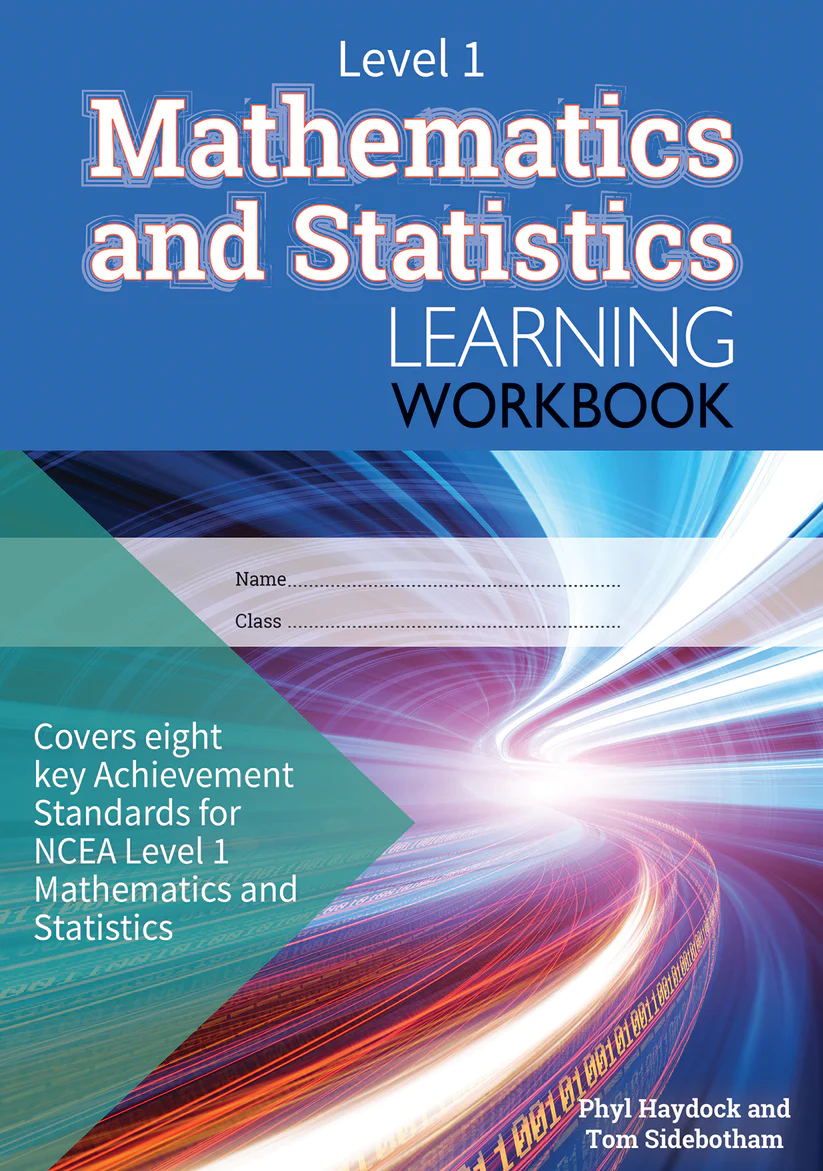 Level 1
Mathematics
and Statistics
LEARNING
WORKBOOK
Name................................................................................
Class ................................................................................
Covers eight
key Achievement
Standards for
NCEA Level 1
Mathematics and
Statistics
Phyl Haydock and
Tom Sidebotham